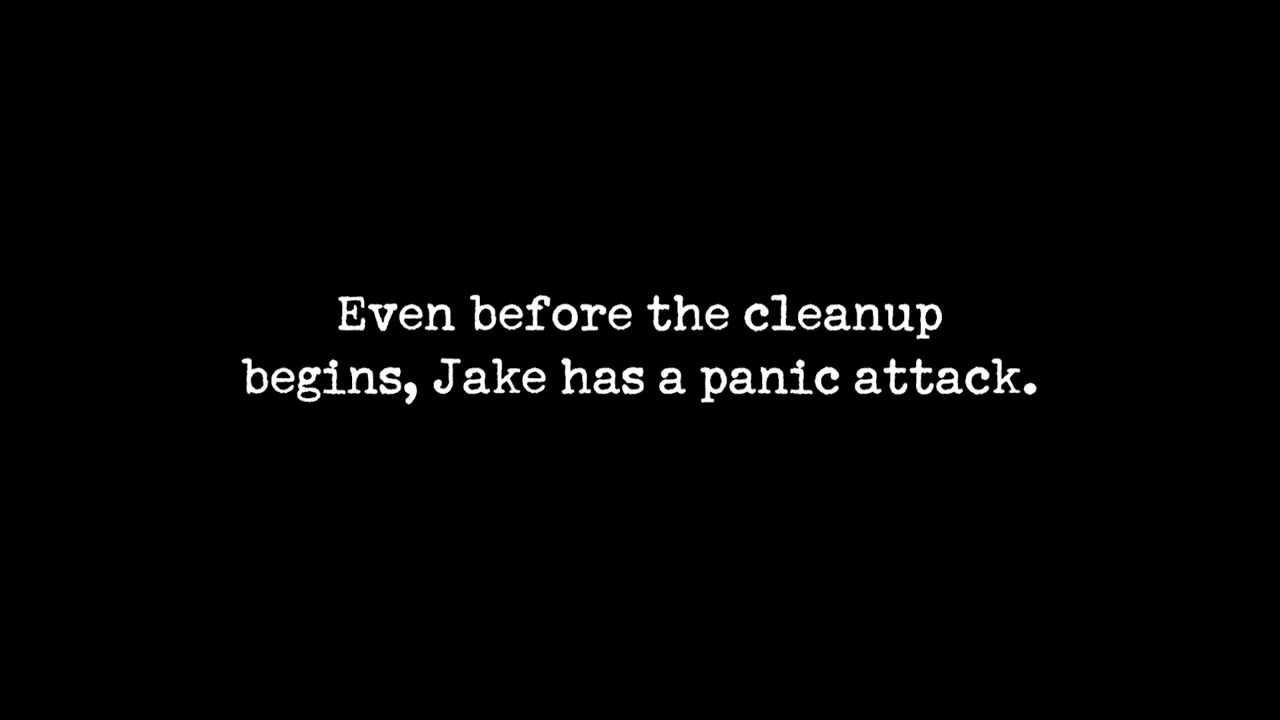 Even before the cleanup
begins, Jake has a panic attack.